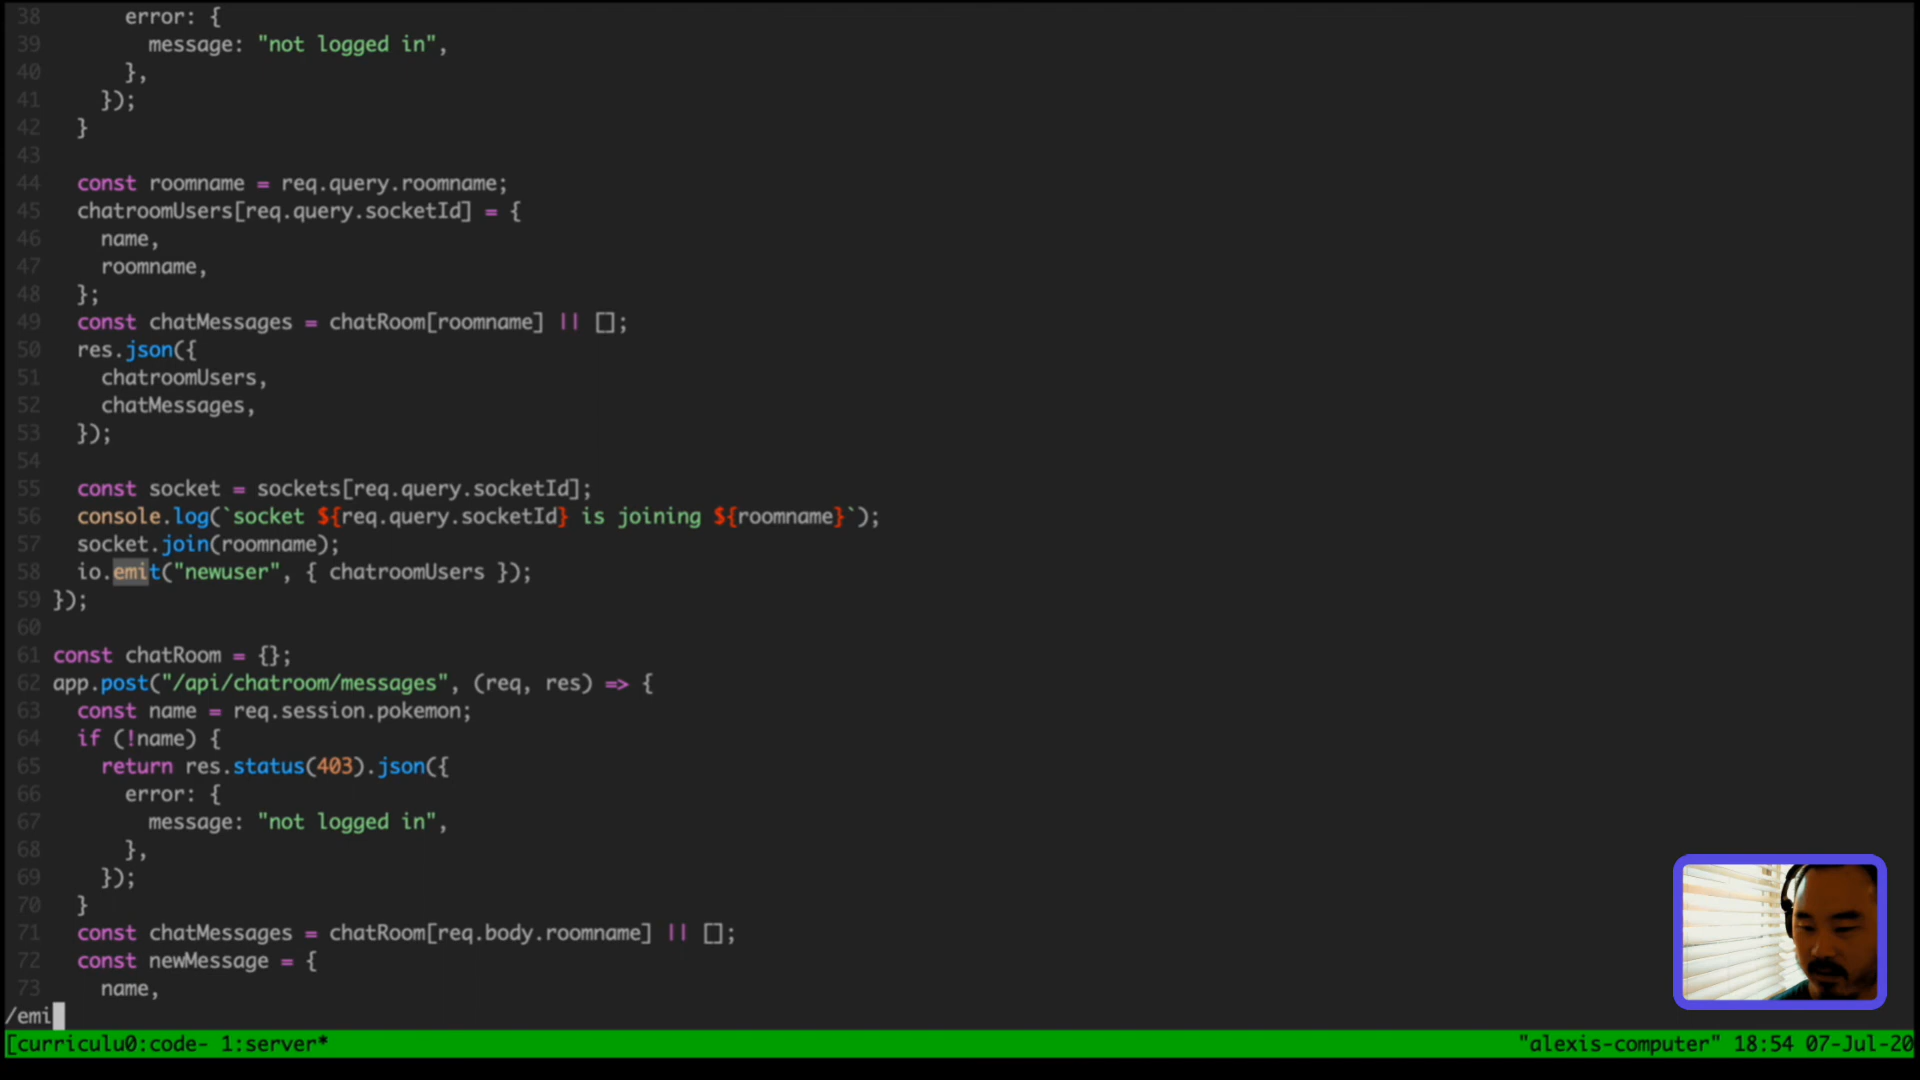 38       error: {
39         message: "not logged in",
40       },
41     });
42   }
43
44   const roomname = req.query.roomname;
45   chatroomUsers[req.query.socketId] = {
46     name,
47     roomname,
48   };
49   const chatMessages = chatRoom[roomname] || [];
50   res.json({
51     chatroomUsers,
52     chatMessages,
53   });
54
55   const socket = sockets[req.query.socketId];
56   console.log(`socket ${req.query.socketId} is joining ${roomname}`);
57   socket.join(roomname);
58   io.emit("newuser", { chatroomUsers });
59 });
60
61 const chatRoom = {};
62 app.post("/api/chatroom/messages", (req, res) => {
63   const name = req.session.pokemon;
64   if (!name) {
65     return res.status(403).json({
66       error: {
67         message: "not logged in",
68       },
69     });
70   }
71   const chatMessages = chatRoom[req.body.roomname] || [];
72   const newMessage = {
73     name,
/emi
[curriculu0:code- 1:server* "alexis-computer" 18:54 07-Jul-20